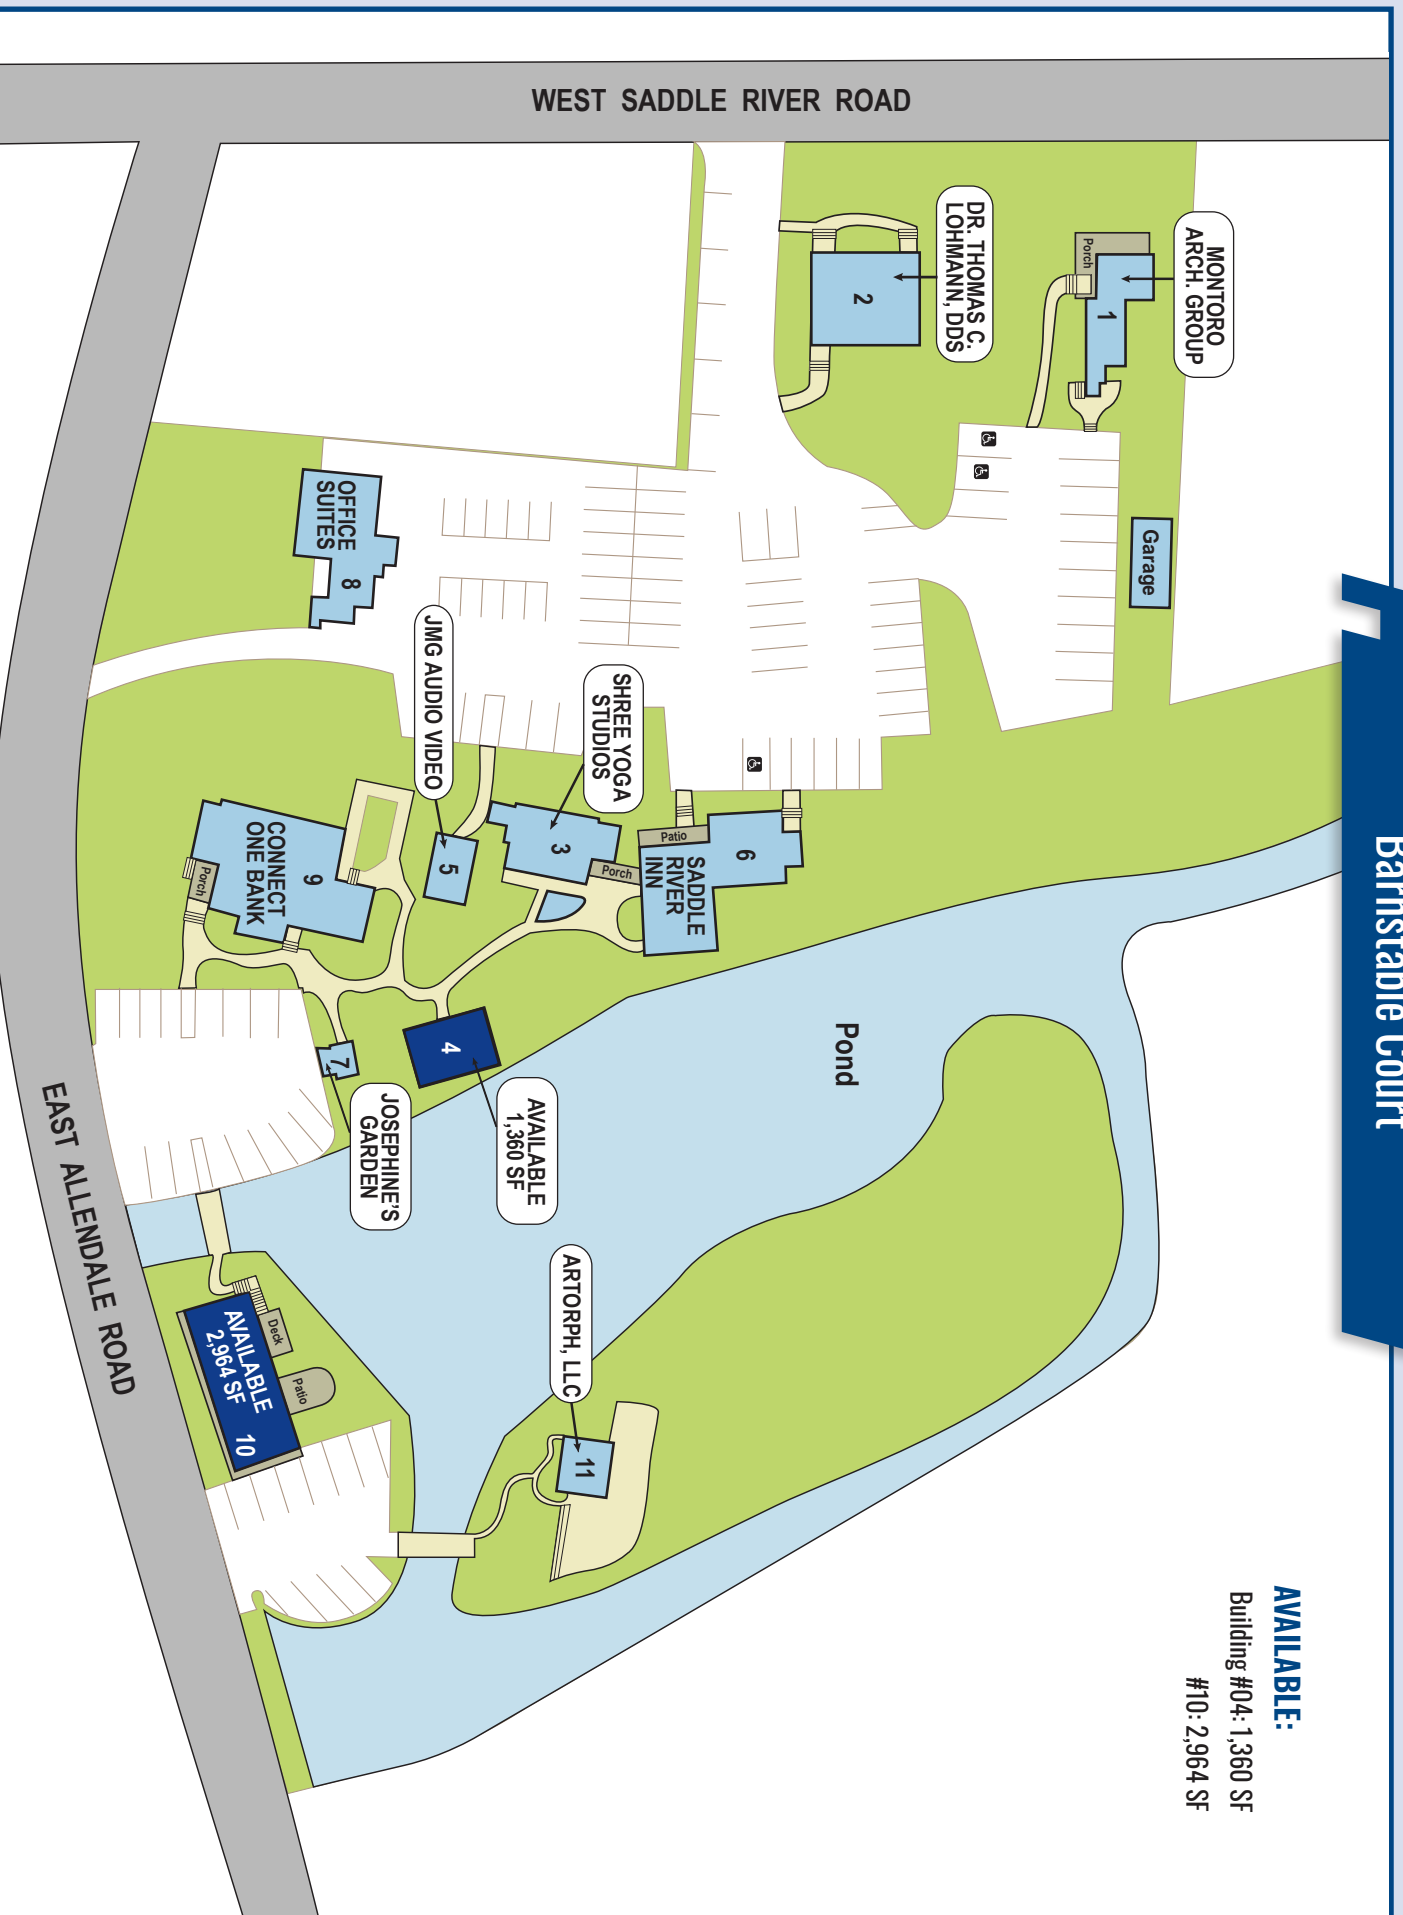 Barnstable Court
AVAILABLE:
Building #04: 1,360 SF
#10: 2,964 SF
WEST SADDLE RIVER ROAD
MONTORO
ARCH. GROUP
Porch
1
Garage
DR. THOMAS C.
LOHMANN, DDS
2
OFFICE
SUITES
8
JMG AUDIO VIDEO
5
SHREE YOGA
STUDIOS
3
Porch
Patio
6
SADDLE
RIVER
INN
CONNECT
ONE BANK
9
Porch
4
AVAILABLE
1,360 SF
7
JOSEPHINE'S
GARDEN
Pond
ARTORPH, LLC
11
Deck
Patio
AVAILABLE
2,964 SF
10
EAST ALLENDALE ROAD